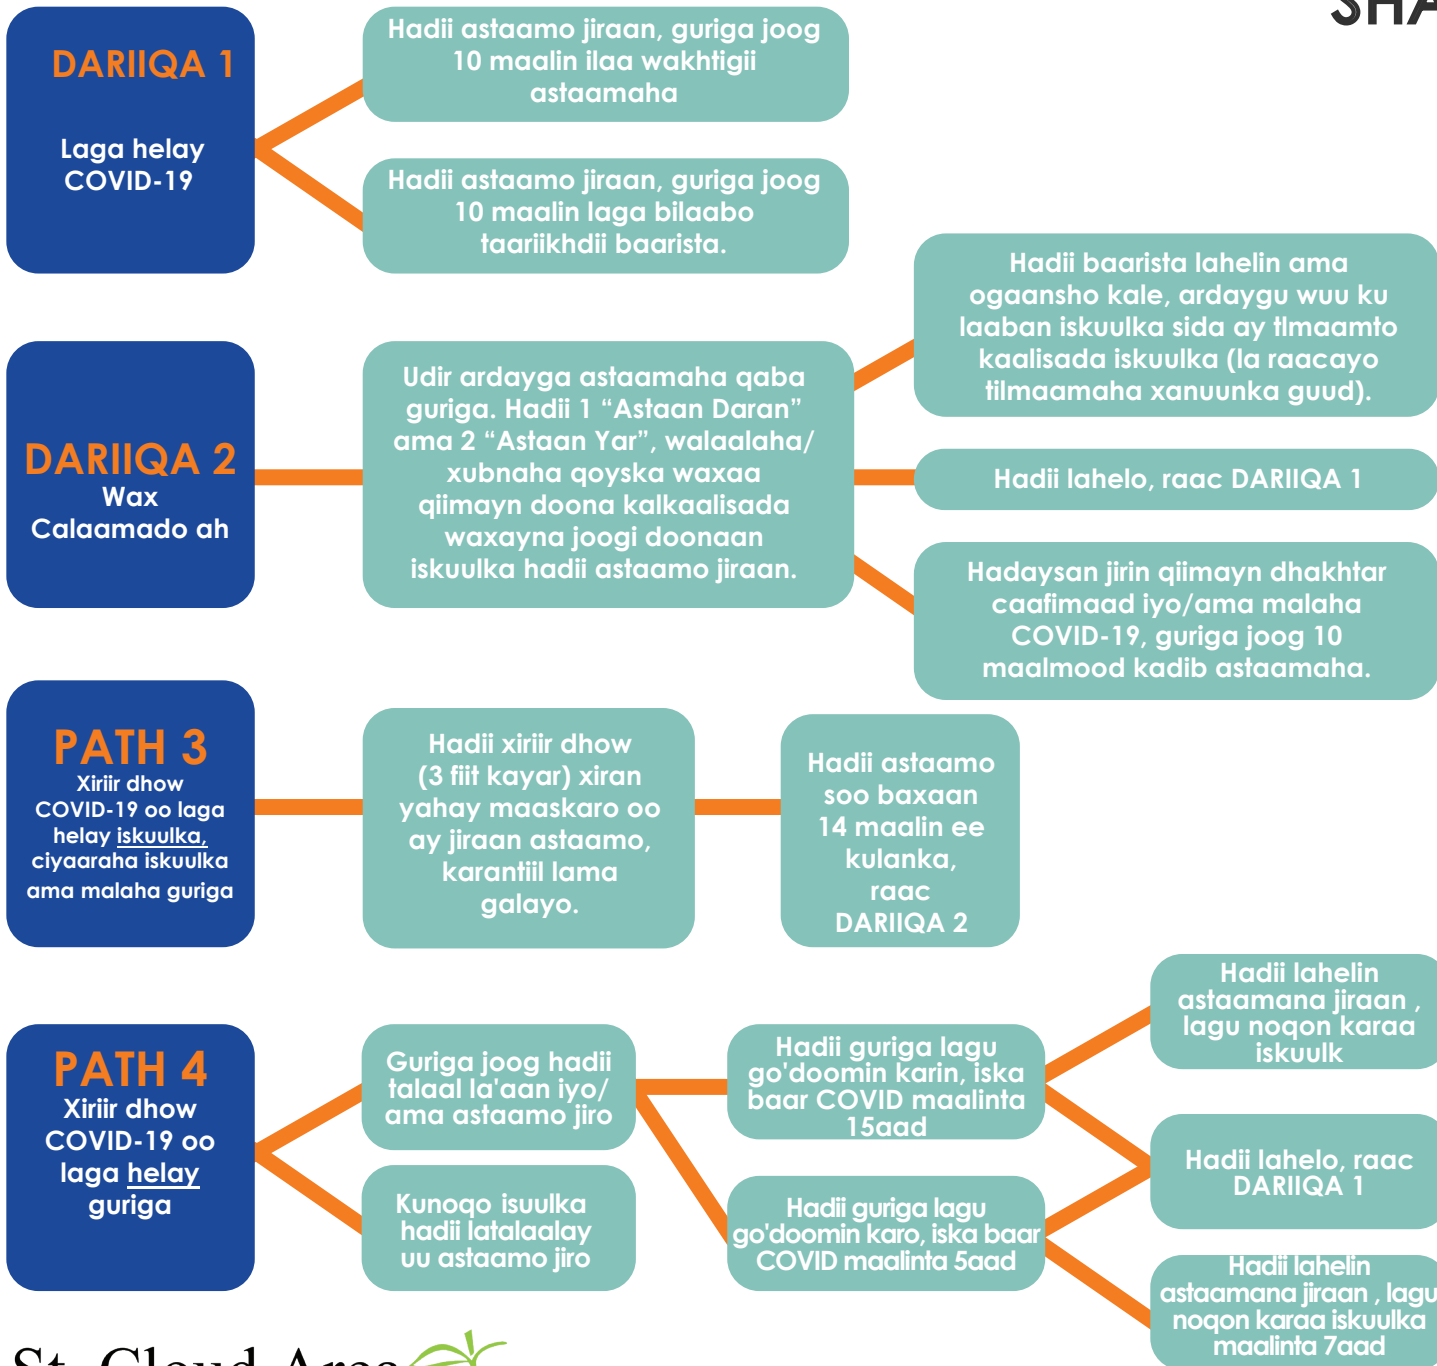 SHA
DARIIQA 1
Laga helay
COVID-19
Hadii astaamo jiraan, guriga joog
10 maalin ilaa wakhtigii
astaamaha
Hadii astaamo jiraan, guriga joog
10 maalin laga bilaabo
taariikhdii baarista.
DARIIQA 2
Wax
Calaamado ah
Udir ardayga astaamaha qaba
guriga. Hadii 1 “Astaan Daran”
ama 2 “Astaan Yar”, walaalaha/
xubnaha qoyska waxaa
qiimayn doona kalkaalisada
waxayna joogi doonaan
iskuulka hadii astaamo jiraan.
Hadii baarista lahelin ama
ogaansho kale, ardaygu wuu ku
laaban iskuulka sida ay tlmaamto
kaalisada iskuulka (la raacayo
tilmaamaha xanuunka guud).
Hadii lahelo, raac DARIIQA 1
Hadaysan jirin qiimayn dhakhtar
caafimaad iyo/ama malaha
COVID-19, guriga joog 10
maalmood kadib astaamaha.
PATH 3
Xiriir dhow
COVID-19 oo laga
helay iskuulka,
ciyaaraha iskuulka
ama malaha guriga
Hadii xiriir dhow
(3 fiit kayar) xiran
yahay maaskaro oo
ay jiraan astaamo,
karantiil lama
galayo.
Hadii astaamo
soo baxaan
14 maalin ee
kulanka,
raac
DARIIQA 2
PATH 4
Xiriir dhow
COVID-19 oo
laga helay
guriga
Guriga joog hadii
talaal la'aan iyo/
ama astaamo jiro
Kunoqo isuulka
hadii latalaalay
uu astaamo jiro
Hadii guriga lagu
go'doomin karin, iska
baar COVID maalinta
15aad
Hadii guriga lagu
go'doomin karo, iska baar
COVID maalinta 5aad
Hadii lahelin
astaamana jiraan , 
lagu noqon karaa
iskuulk
Hadii lahelo, raac
DARIIQA 1
Hadii lahelin
astaamana jiraan , lagu
noqon karaa iskuulka
maalinta 7aad
St. Cloud Area